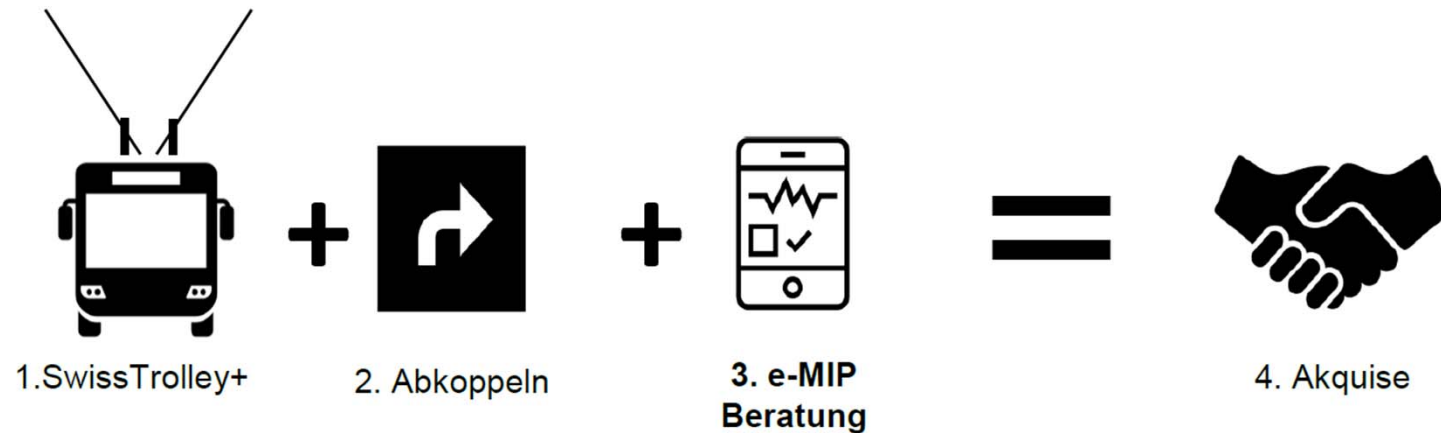 1.SwissTrolley+
2. Abkoppeln
3. e-MIP
Beratung
4. Akquise